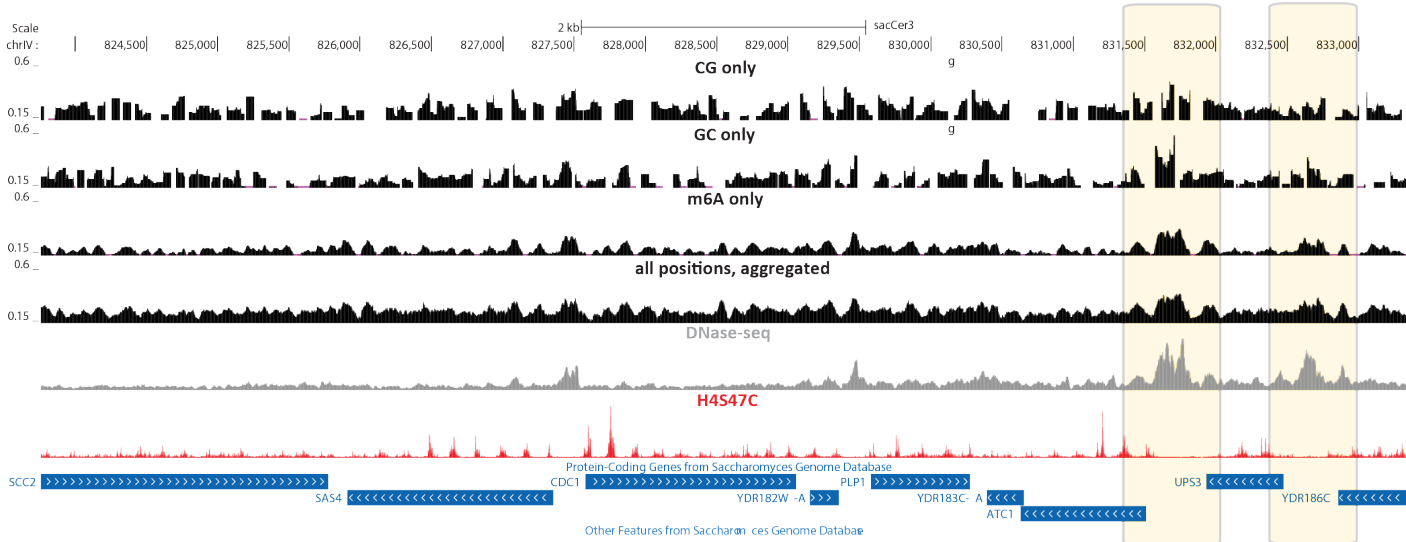 Scale 2 kb sacCer3
chrIV : 824,500 825,000 825,500 826,000 826,500 827,000 827,500 828,000 828,500 829,000 829,500 830,000 830,500 831,000 831,500 832,000 832,500 833,000
0.6 _ g
CG only
0.15 _
0.6 _ g
GC only
0.15 _
0.6 _
m6A only
0.15 _
0.6 _
all positions, aggregated
0.15 _
DNase-seq
H4S47C
Protein-Coding Genes from Saccharomyces Genome Database
SCC2 CDC1 PLP1 UPS3
SAS4 YDR182W -A YDR183C- A YDR186C
ATC1
Other Features from Saccharom ces Genome Database